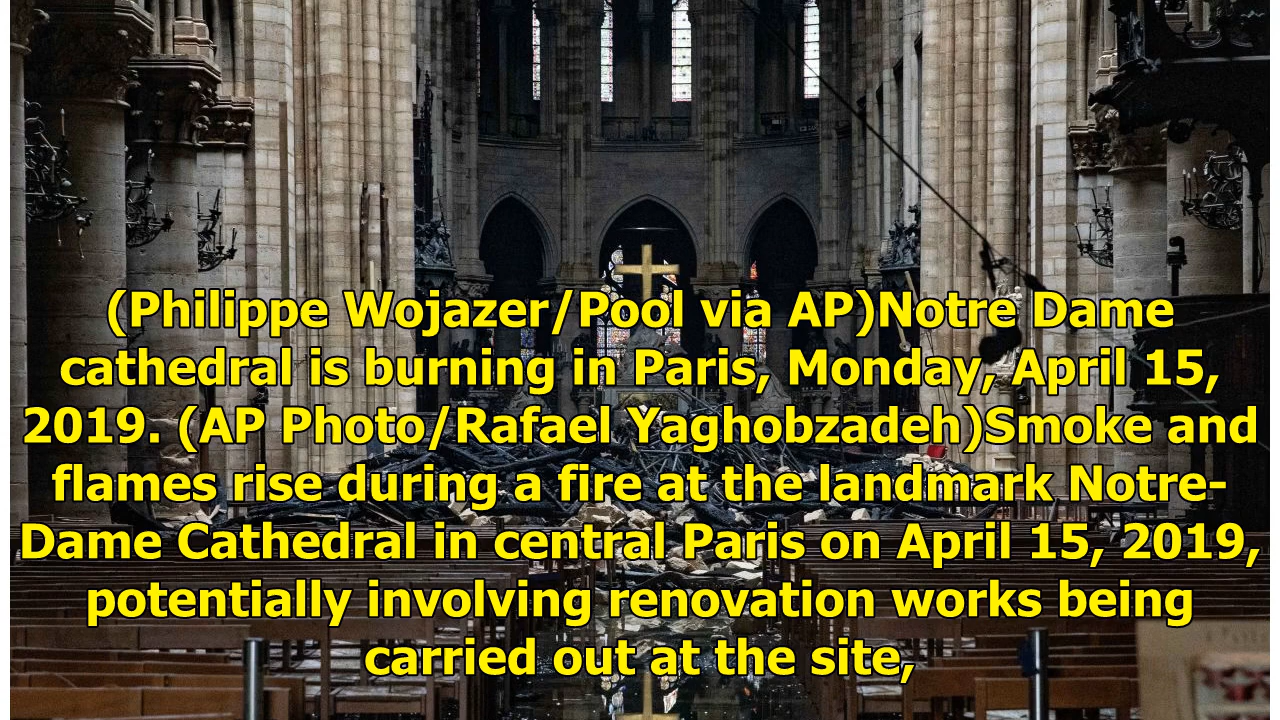 (Philippe Wojazer/Pool via AP)Notre Dame
cathedral is burning in Paris, Monday, April 15,
2019. (AP Photo/Rafael Yaghobzadeh)Smoke and
flames rise during a fire at the landmark Notre-
Dame Cathedral in central Paris on April 15, 2019,
potentially involving renovation works being
carried out at the site,